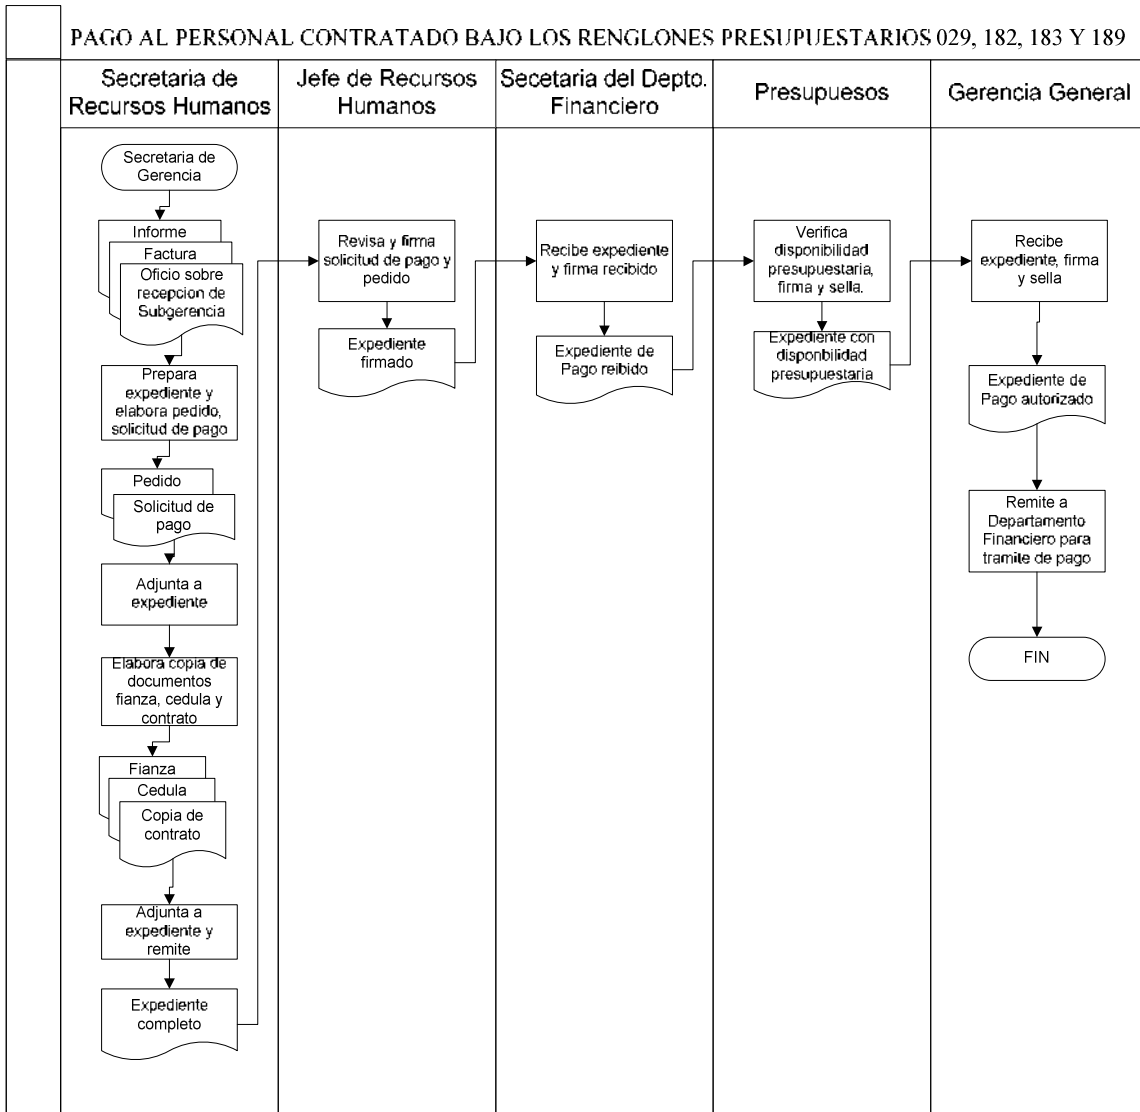 PAGO AL PERSONAL CONTRATADO BAJO LOS RENGLONES PRESUPUESTARIOS 029, 182, 183 Y 189
Secretaria de
Recursos Humanos
Jefe de Recursos
Humanos
Secetaria del Depto.
Financiero
Presupuesos
Gerencia General
Secretaria de
Gerencia
Informe
Factura
Oficio sobre
recepcion de
Subgerencia
Prepara
expediente y
elabora pedido,
solicitud de pago
Pedido
Solicitud de
pago
Adjunta a
expediente
Elabora copia de
documentos
fianza, cedula y
contrato
Fianza
Cedula
Copia de
contrato
Adjunta a
expediente y
remite
Expediente
completo
Revisa y firma
solicitud de pago y
pedido
Expediente
firmado
Recibe expediente
y firma recibido
Expediente de
Pago reibido
Verifica
disponibilidad
presupuestaria,
firma y sella.
Expediente con
disponbilidad
presupuestaria
Recibe
expediente, firma
y sella
Expediente de
Pago autorizado
Remite a
Departamento
Financiero para
tramite de pago
FIN